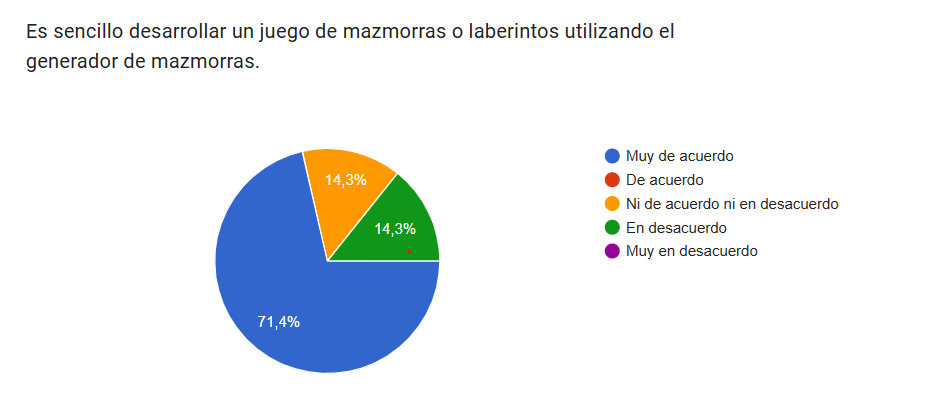 Es sencillo desarrollar un juego de mazmorras o laberintos utilizando el
generador de mazmorras.
14,3%
14,3%
71,4%
Muy de acuerdo
De acuerdo
Ni de acuerdo ni en desacuerdo
En desacuerdo
Muy en desacuerdo